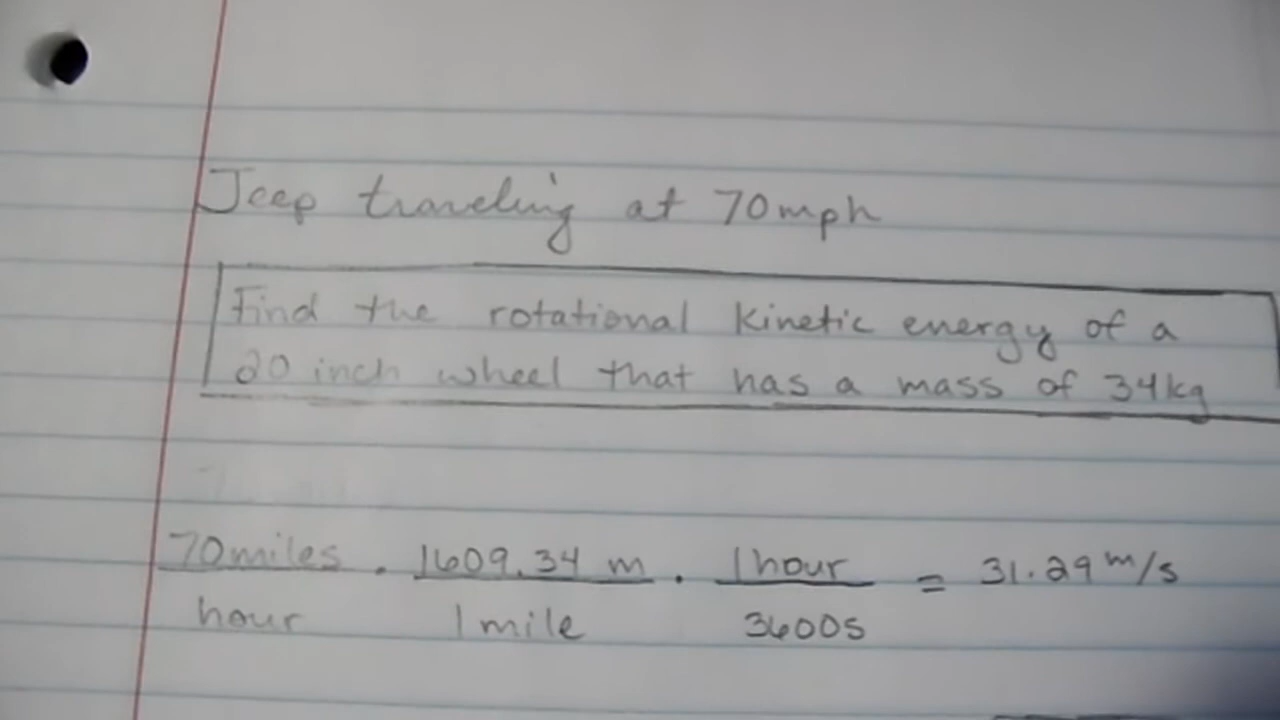 Jeep traveling at 70mph
Find the rotational kinetic energy of a
20 inch wheel that has a mass of 34kg
70miles . 1609.34 m . 1hour = 31.29 m/s
hour 1mile 3600s